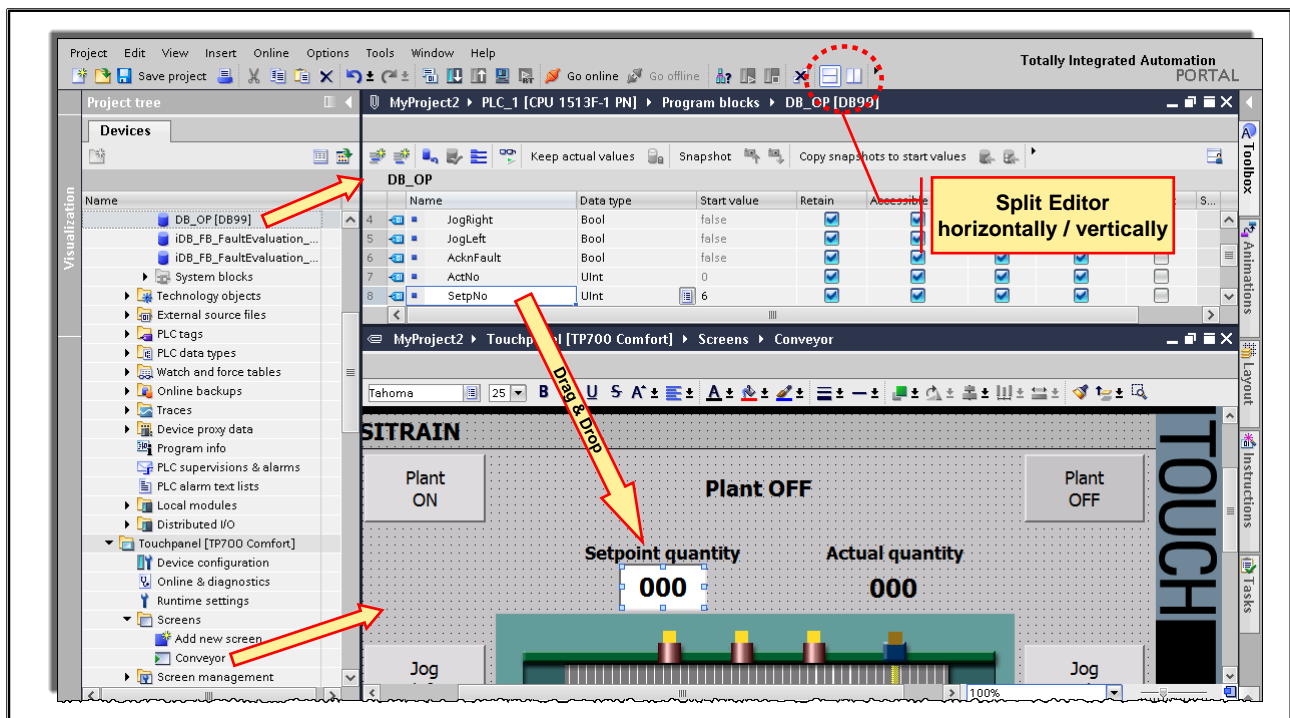 Project Edit View Insert Online Options Tools Window Help
Totally Integrated Automation
PORTAL
Save project Go online Go offline
Project tree
MyProject2 ▸ PLC_1 [CPU 1513F-1 PN] ▸ Program blocks ▸ DB_OP [DB99]
Devices
Keep actual values Snapshot Copy snapshots to start values
DB_OP
Name
Name Data type Start value Retain Accessible S...
Split Editor
horizontally / vertically
DB_OP [DB99]
4 JogRight Bool false
iDB_FB_FaultEvaluation_...
5 JogLeft Bool false
iDB_FB_FaultEvaluation_...
6 AcknFault Bool false
System blocks
7 ActNo UInt 0
Technology objects
8 SetpNo UInt 6
External source files
PLC tags
MyProject2 ▸ Touchpanel [TP700 Comfort] ▸ Screens ▸ Conveyor
PLC data types
Watch and force tables
Online backups
Tahoma 25 B U S A
Traces
Device proxy data
Program info
PLC supervisions & alarms
PLC alarm text lists
Local modules
Distributed I/O
Touchpanel [TP700 Comfort]
Device configuration
Online & diagnostics
Runtime settings
Screens
Add new screen
Conveyor
Screen management
Drag & Drop
SITRAIN
Plant
ON
Plant OFF
Plant
OFF
Setpoint quantity Actual quantity
000 000
Jog
Jog
100%
TOUCH
Visualization
Toolbox
Animations
Layout
Instructions
Tasks